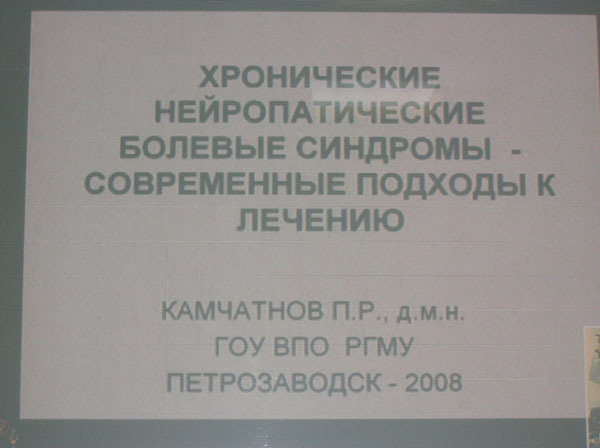 ХРОНИЧЕСКИЕ
НЕЙРОПАТИЧЕСКИЕ
БОЛЕВЫЕ СИНДРОМЫ -
СОВРЕМЕННЫЕ ПОДХОДЫ К
ЛЕЧЕНИЮ
КАМЧАТНОВ П.Р., д.м.н.
ГОУ ВПО РГМУ
ПЕТРОЗАВОДСК - 2008